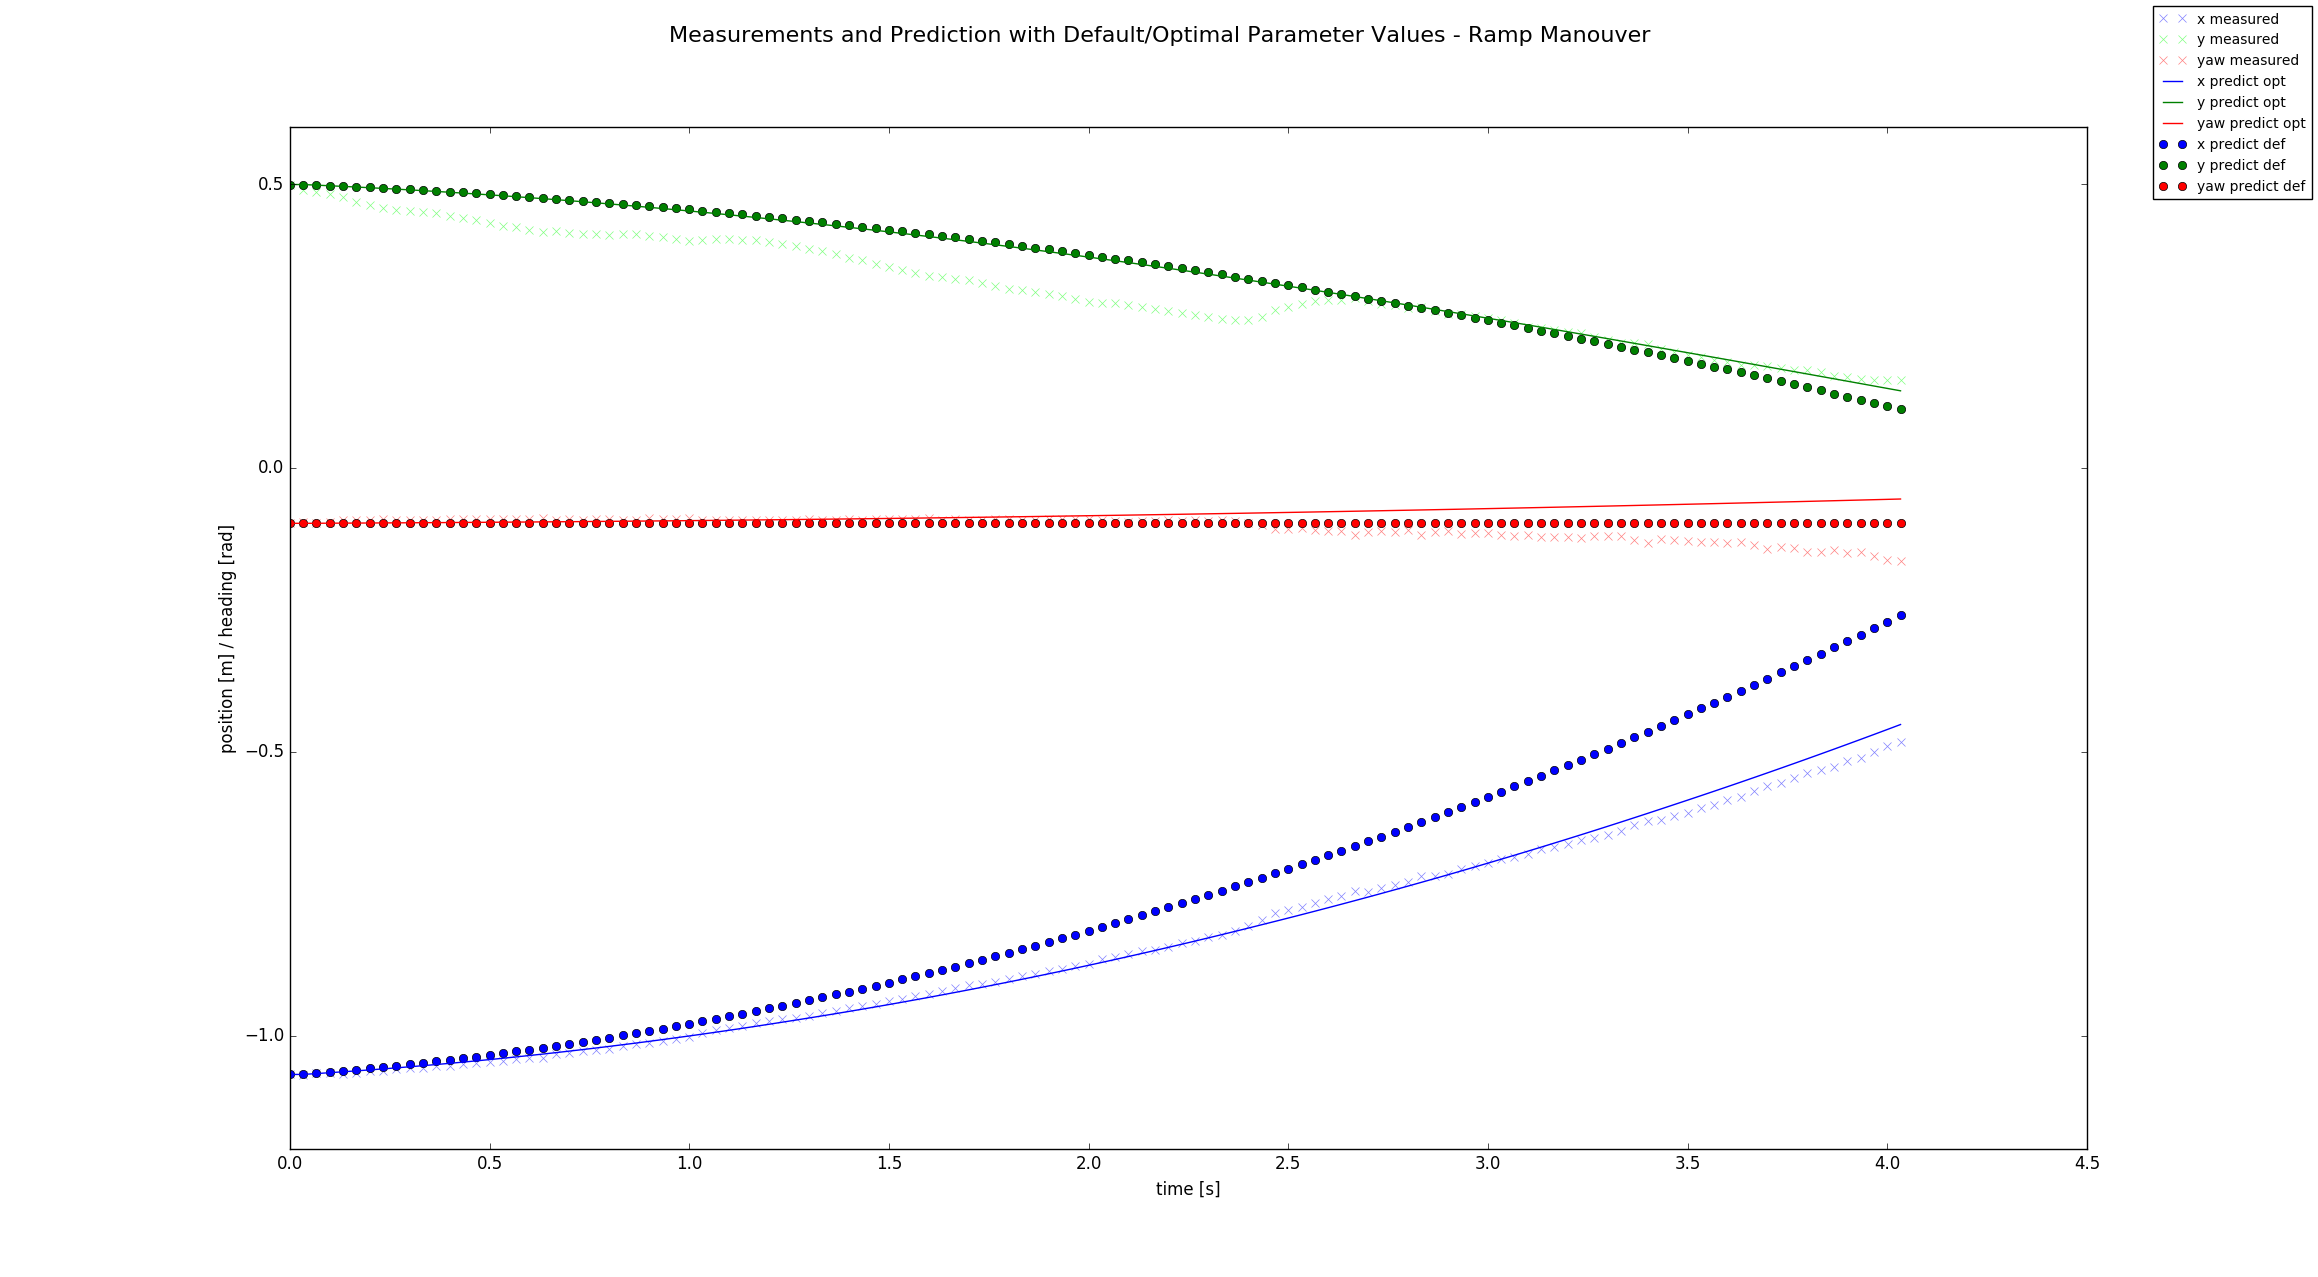 Measurements and Prediction with Default/Optimal Parameter Values - Ramp Manouver
x measured
y measured
yaw measured
x predict opt
y predict opt
yaw predict opt
x predict def
y predict def
yaw predict def
position [m] / heading [rad]
0.5
0.0
−0.5
−1.0
0.0 0.5 1.0 1.5 2.0 2.5 3.0 3.5 4.0 4.5
time [s]